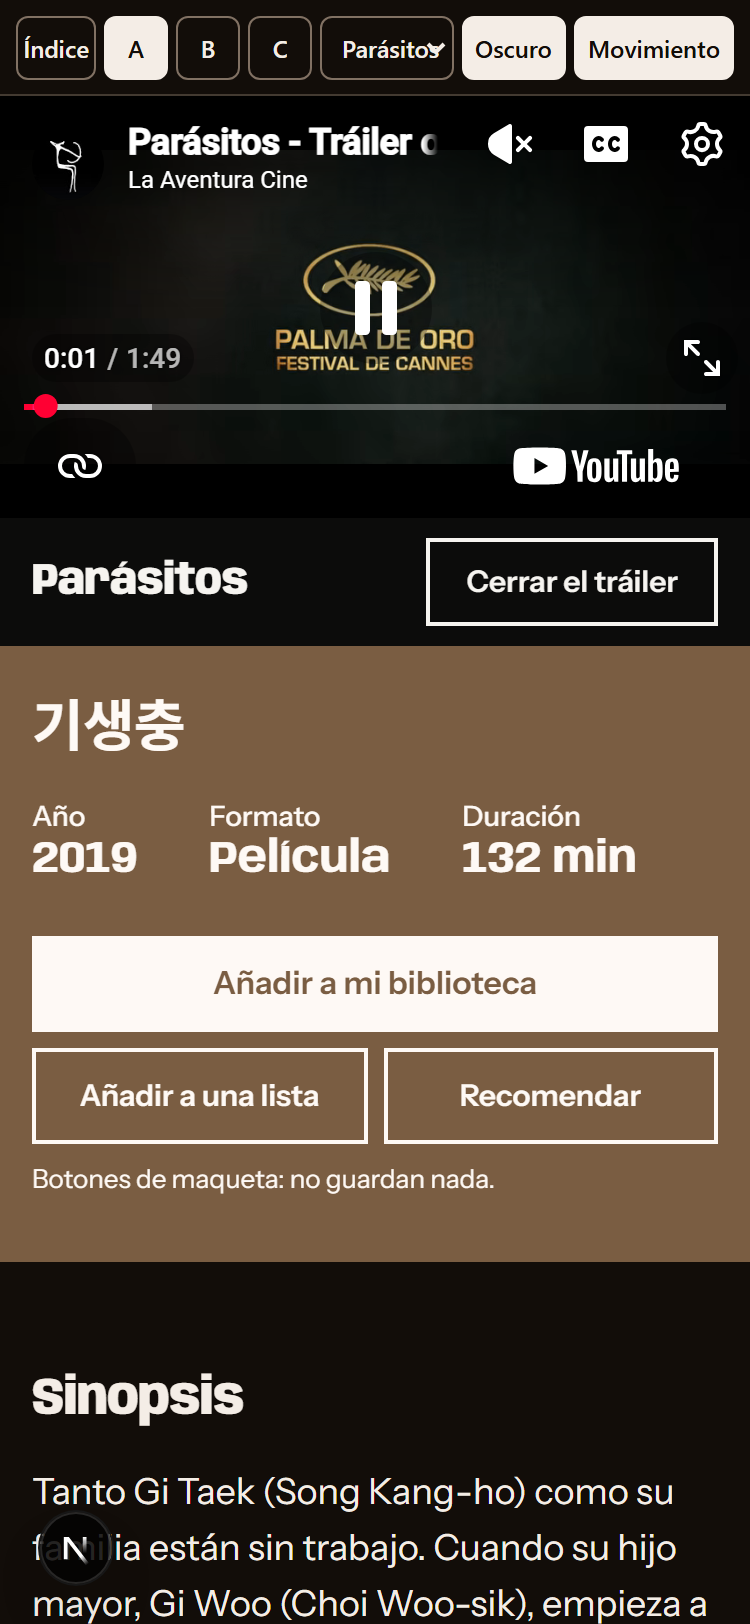 Índice A B C Parásitos Oscuro Movimiento
Parásitos - Tráiler
La Aventura Cine
CC
PALMA DE ORO
FESTIVAL DE CANNES
0:01 / 1:49
YouTube
Parásitos
Cerrar el tráiler
기생충
Año Formato Duración
2019 Película 132 min
Añadir a mi biblioteca
Añadir a una lista Recomendar
Botones de maqueta: no guardan nada.
Sinopsis
Tanto Gi Taek (Song Kang-ho) como su
familia están sin trabajo. Cuando su hijo
N
mayor, Gi Woo (Choi Woo-sik), empieza a